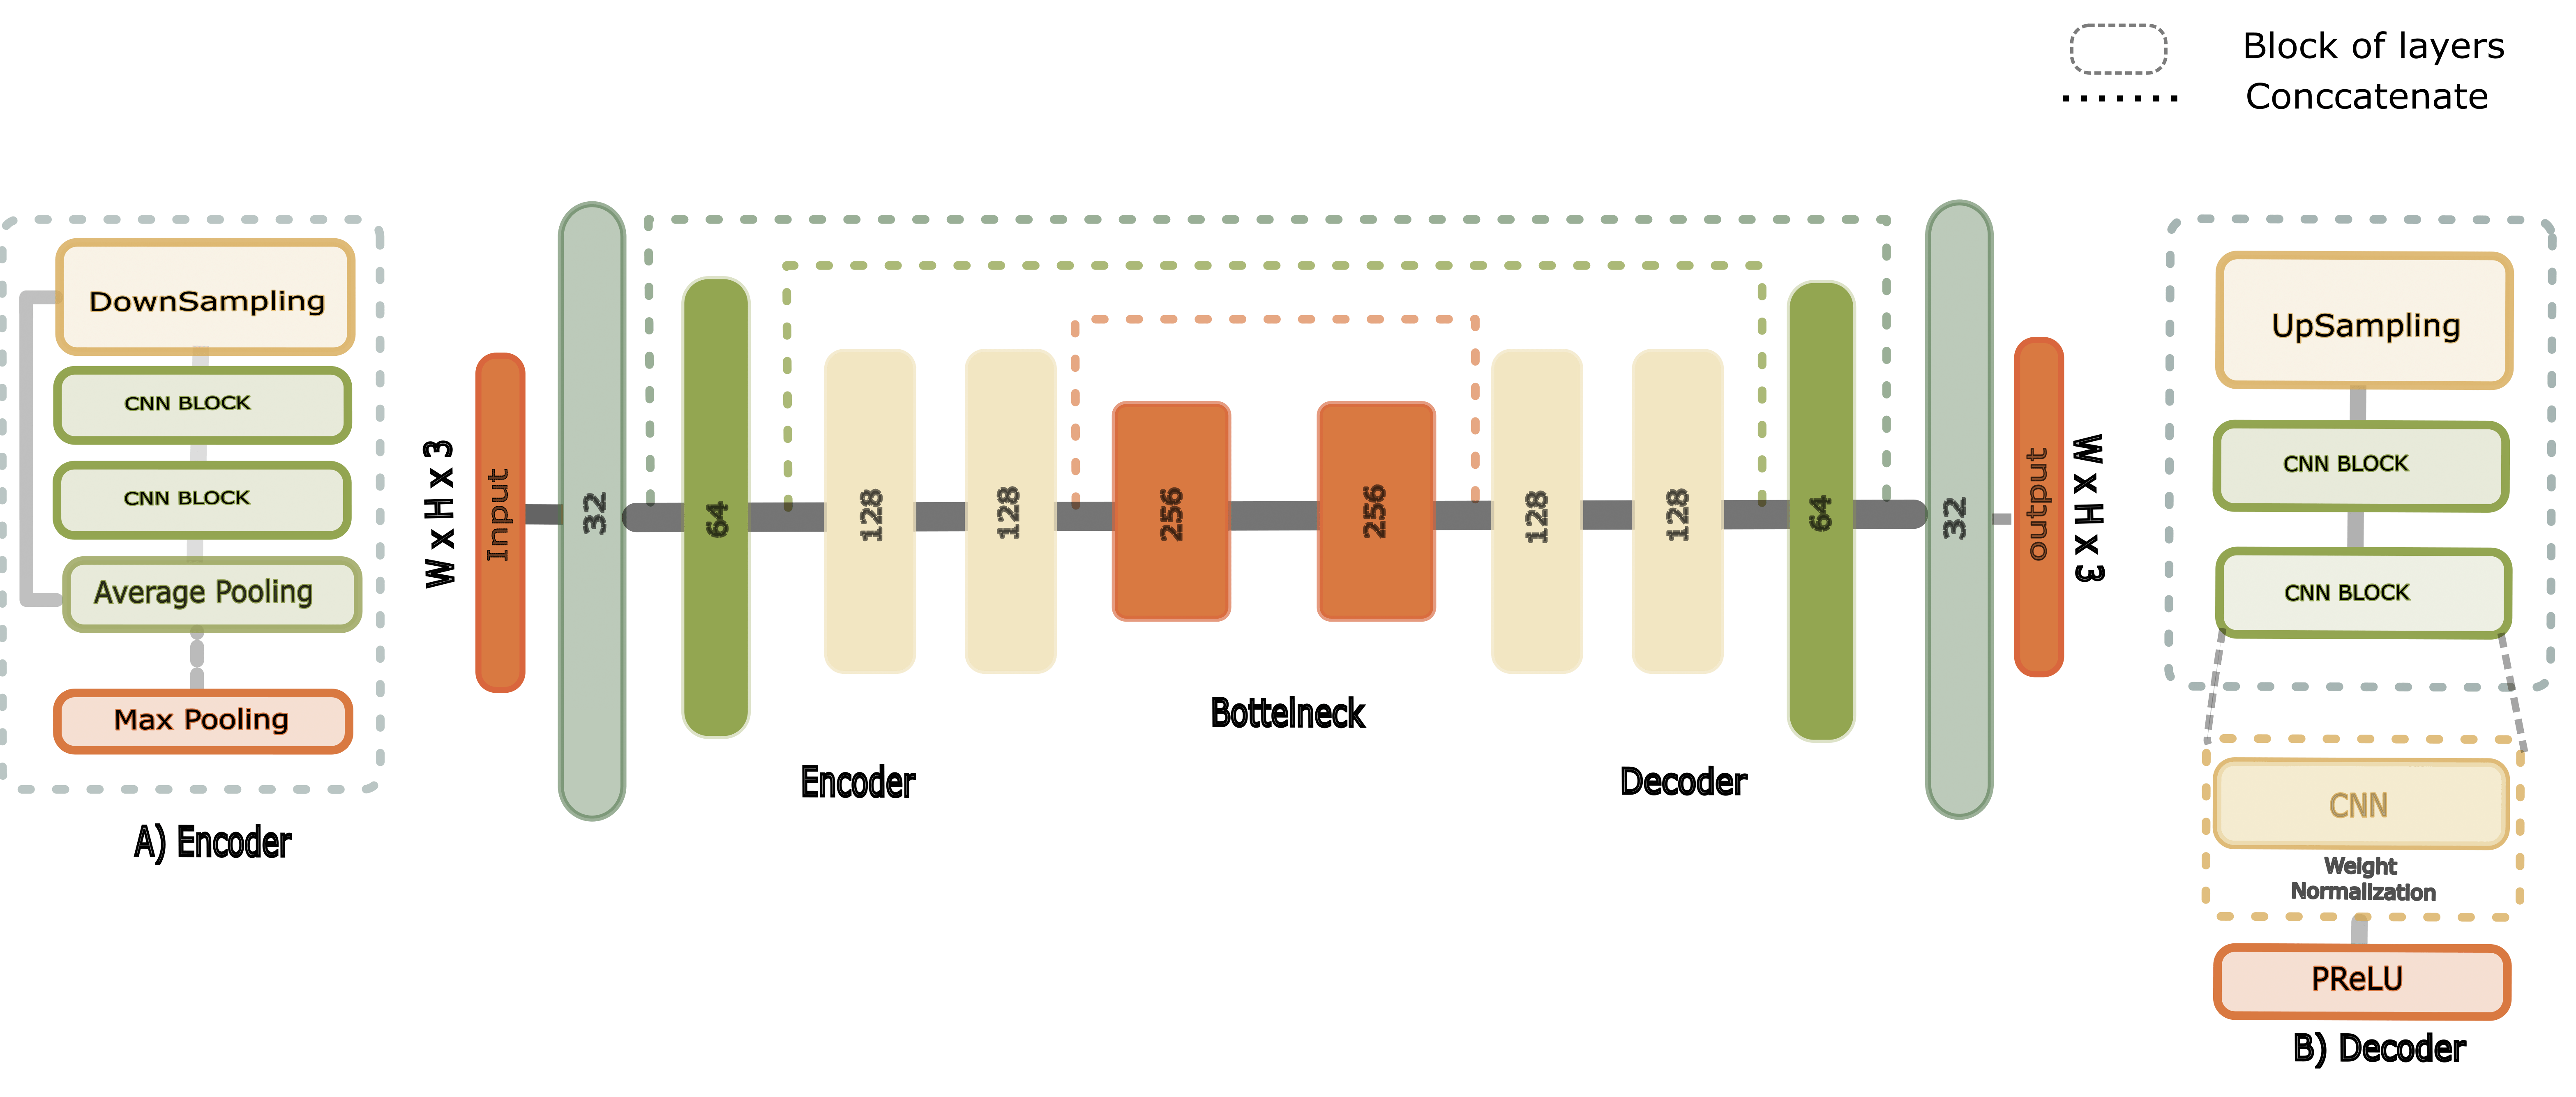 Block of layers
Conccatenate
DownSampling
CNN BLOCK
CNN BLOCK
Average Pooling
Max Pooling
A) Encoder
W x H x 3
Input
32
64
128
128
256
256
128
128
64
32
output
W x H x 3
Bottelneck
Encoder
Decoder
UpSampling
CNN BLOCK
CNN BLOCK
CNN
Weight
Normalization
PReLU
B) Decoder